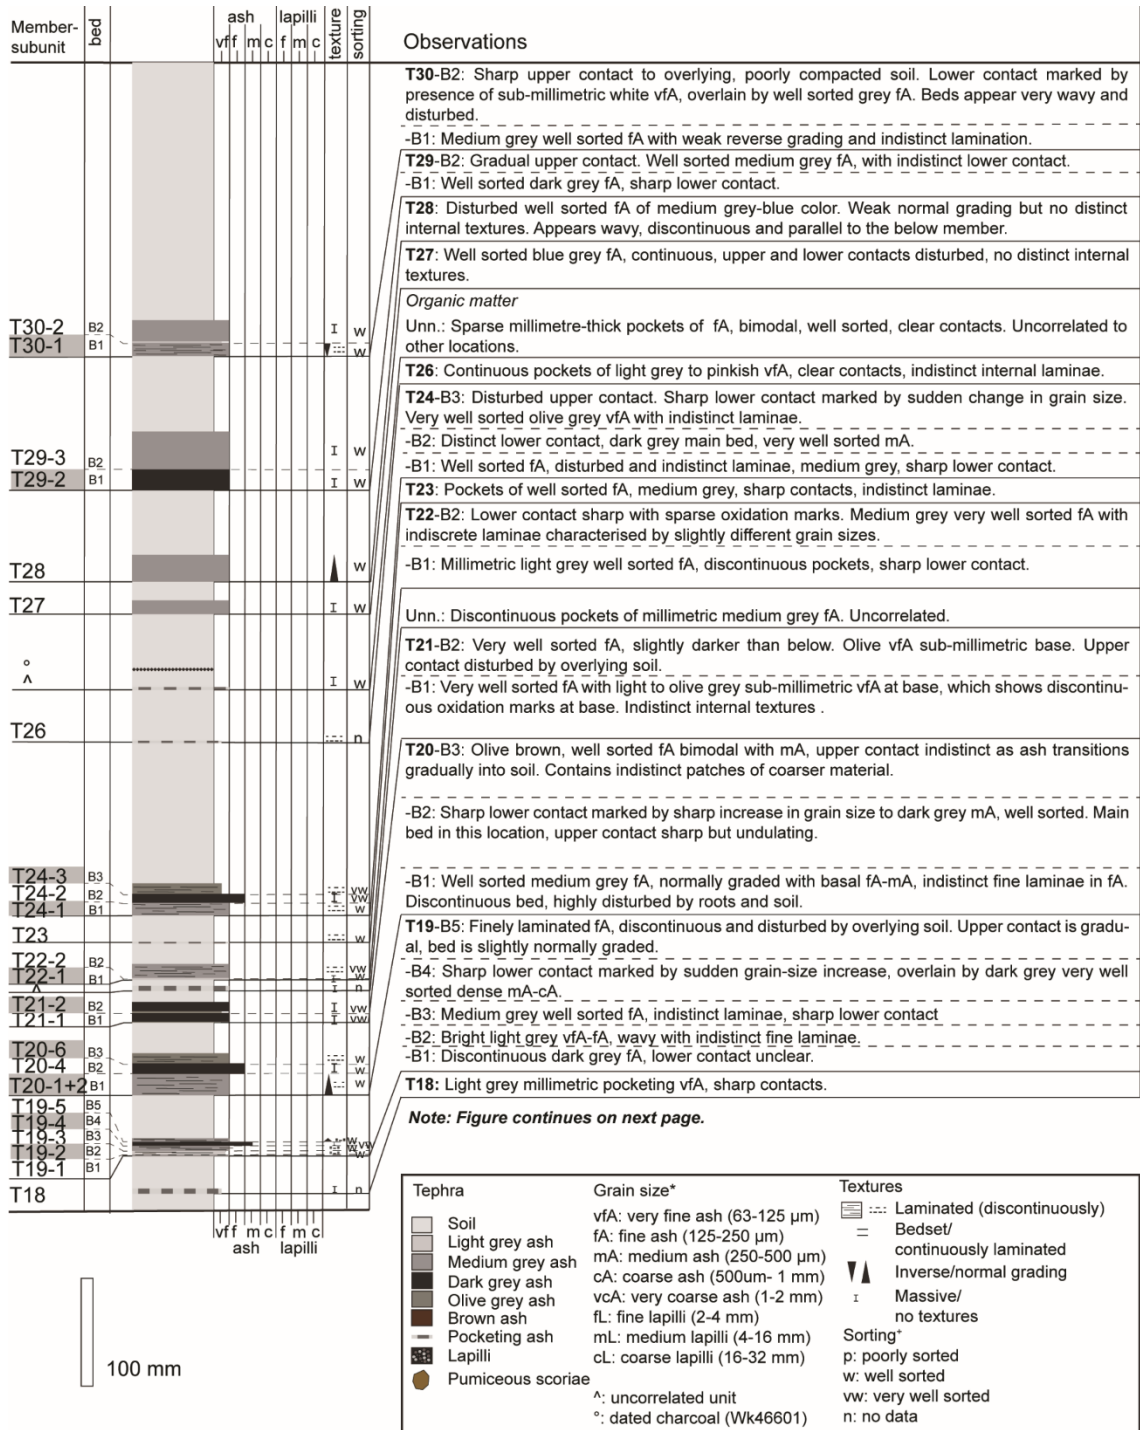 Member-
subunit
bed
ash
lapilli
vf f m c f m c
texture
sorting
Observations
T30-B2: Sharp upper contact to overlying, poorly compacted soil. Lower contact marked by
presence of sub-millimetric white vfA, overlain by well sorted grey fA. Beds appear very wavy and
disturbed.
-B1: Medium grey well sorted fA with weak reverse grading and indistinct lamination.
T29-B2: Gradual upper contact. Well sorted medium grey fA, with indistinct lower contact.
-B1: Well sorted dark grey fA, sharp lower contact.
T28: Disturbed well sorted fA of medium grey-blue color. Weak normal grading but no distinct
internal textures. Appears wavy, discontinuous and parallel to the below member.
T27: Well sorted blue grey fA, continuous, upper and lower contacts disturbed, no distinct internal
textures.
Organic matter
Unn.: Sparse millimetre-thick pockets of fA, bimodal, well sorted, clear contacts. Uncorrelated to
other locations.
T26: Continuous pockets of light grey to pinkish vfA, clear contacts, indistinct internal laminae.
T24-B3: Disturbed upper contact. Sharp lower contact marked by sudden change in grain size.
Very well sorted olive grey vfA with indistinct laminae.
-B2: Distinct lower contact, dark grey main bed, very well sorted mA.
-B1: Well sorted fA, disturbed and indistinct laminae, medium grey, sharp lower contact.
T23: Pockets of well sorted fA, medium grey, sharp contacts, indistinct laminae.
T22-B2: Lower contact sharp with sparse oxidation marks. Medium grey very well sorted fA with
indiscrete laminae characterised by slightly different grain sizes.
-B1: Millimetric light grey well sorted fA, discontinuous pockets, sharp lower contact.
Unn.: Discontinuous pockets of millimetric medium grey fA. Uncorrelated.
T21-B2: Very well sorted fA, slightly darker than below. Olive vfA sub-millimetric base. Upper
contact disturbed by overlying soil.
-B1: Very well sorted fA with light to olive grey sub-millimetric vfA at base, which shows discontinu-
ous oxidation marks at base. Indistinct internal textures .
T20-B3: Olive brown, well sorted fA bimodal with mA, upper contact indistinct as ash transitions
gradually into soil. Contains indistinct patches of coarser material.
-B2: Sharp lower contact marked by sharp increase in grain size to dark grey mA, well sorted. Main
bed in this location, upper contact sharp but undulating.
-B1: Well sorted medium grey fA, normally graded with basal fA-mA, indistinct fine laminae in fA.
Discontinuous bed, highly disturbed by roots and soil.
T19-B5: Finely laminated fA, discontinuous and disturbed by overlying soil. Upper contact is gradu-
al, bed is slightly normally graded.
-B4: Sharp lower contact marked by sudden grain-size increase, overlain by dark grey very well
sorted dense mA-cA.
-B3: Medium grey well sorted fA, indistinct laminae, sharp lower contact
-B2: Bright light grey vfA-fA, wavy with indistinct fine laminae.
-B1: Discontinuous dark grey fA, lower contact unclear.
T18: Light grey millimetric pocketing vfA, sharp contacts.
Note: Figure continues on next page.
T30-2 B2 I w
T30-1 B1 w
T29-3 B2 I w
T29-2 B1 I w
T28 w
T27 I w
°
^ I w
T26 n
T24-3 B3 vw
T24-2 B2 I vw
T24-1 B1 w
T23 w
T22-2 B2 vw
T22-1 B1 w
^ I n
T21-2 B2 I vw
T21-1 B1 I vw
T20-6 B3 w
T20-4 B2 I w
T20-1+2 B1 w
T19-5 B5 w
T19-4 B4 vw
T19-3 B3 w
T19-2 B2 w
T19-1 B1
T18 I n
vf f m c f m c
ash lapilli
100 mm
Tephra
Soil
Light grey ash
Medium grey ash
Dark grey ash
Olive grey ash
Brown ash
Pocketing ash
Lapilli
Pumiceous scoriae
Grain size*
vfA: very fine ash (63-125 µm)
fA: fine ash (125-250 µm)
mA: medium ash (250-500 µm)
cA: coarse ash (500um- 1 mm)
vcA: very coarse ash (1-2 mm)
fL: fine lapilli (2-4 mm)
mL: medium lapilli (4-16 mm)
cL: coarse lapilli (16-32 mm)
^: uncorrelated unit
°: dated charcoal (Wk46601)
Textures
Laminated (discontinuously)
Bedset/
continuously laminated
Inverse/normal grading
I Massive/
no textures
Sorting⁺
p: poorly sorted
w: well sorted
vw: very well sorted
n: no data